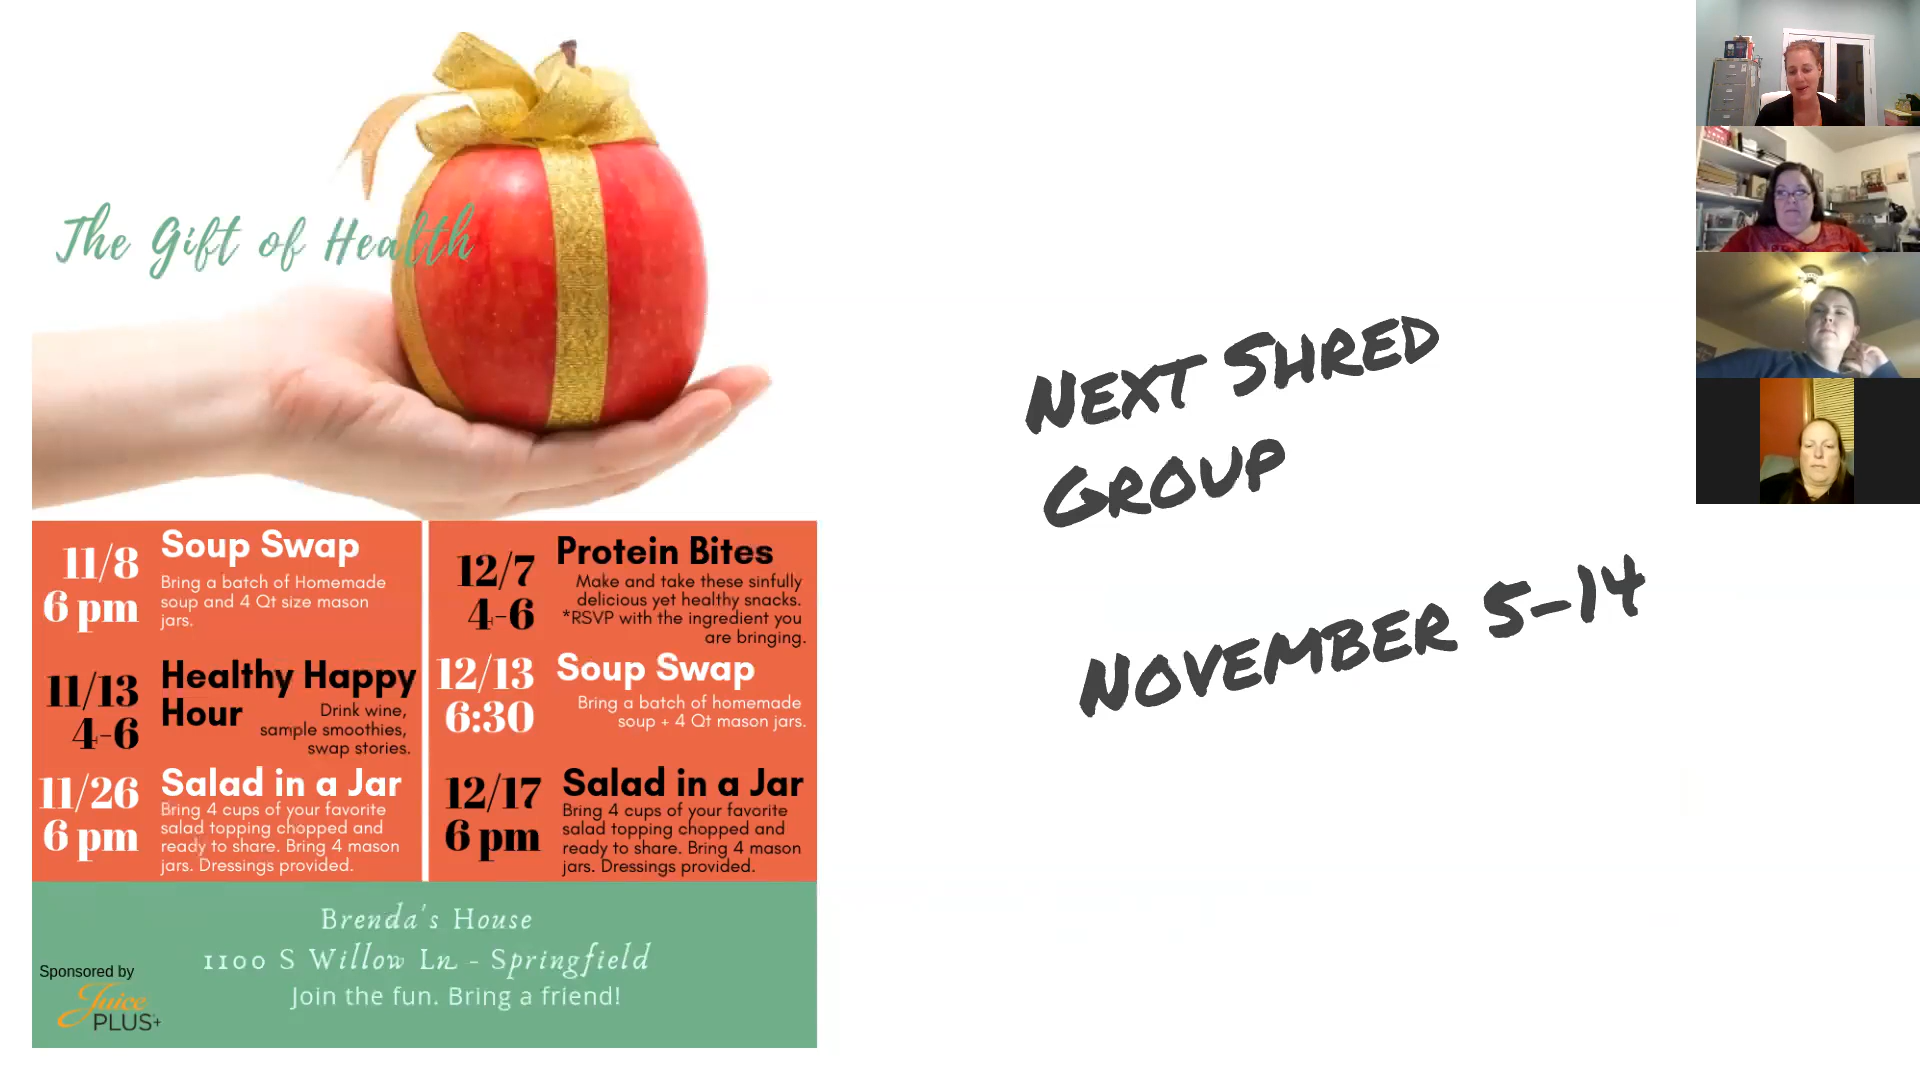 The Gift of Health
11/8
6 pm
Soup Swap
Bring a batch of Homemade
soup and 4 Qt size mason
jars.
11/13
4-6
Healthy Happy
Hour
Drink wine,
sample smoothies,
swap stories.
11/26
6 pm
Salad in a Jar
Bring 4 cups of your favorite
salad topping chopped and
ready to share. Bring 4 mason
jars. Dressings provided.
12/7
4-6
Protein Bites
Make and take these sinfully
delicious yet healthy snacks.
*RSVP with the ingredient you
are bringing.
12/13
6:30
Soup Swap
Bring a batch of homemade
soup + 4 Qt mason jars.
12/17
6 pm
Salad in a Jar
Bring 4 cups of your favorite
salad topping chopped and
ready to share. Bring 4 mason
jars. Dressings provided.
Brenda's House
1100 S Willow Ln - Springfield
Join the fun. Bring a friend!
Sponsored by
Juice
PLUS+
NEXT SHRED
GROUP
NOVEMBER 5-14